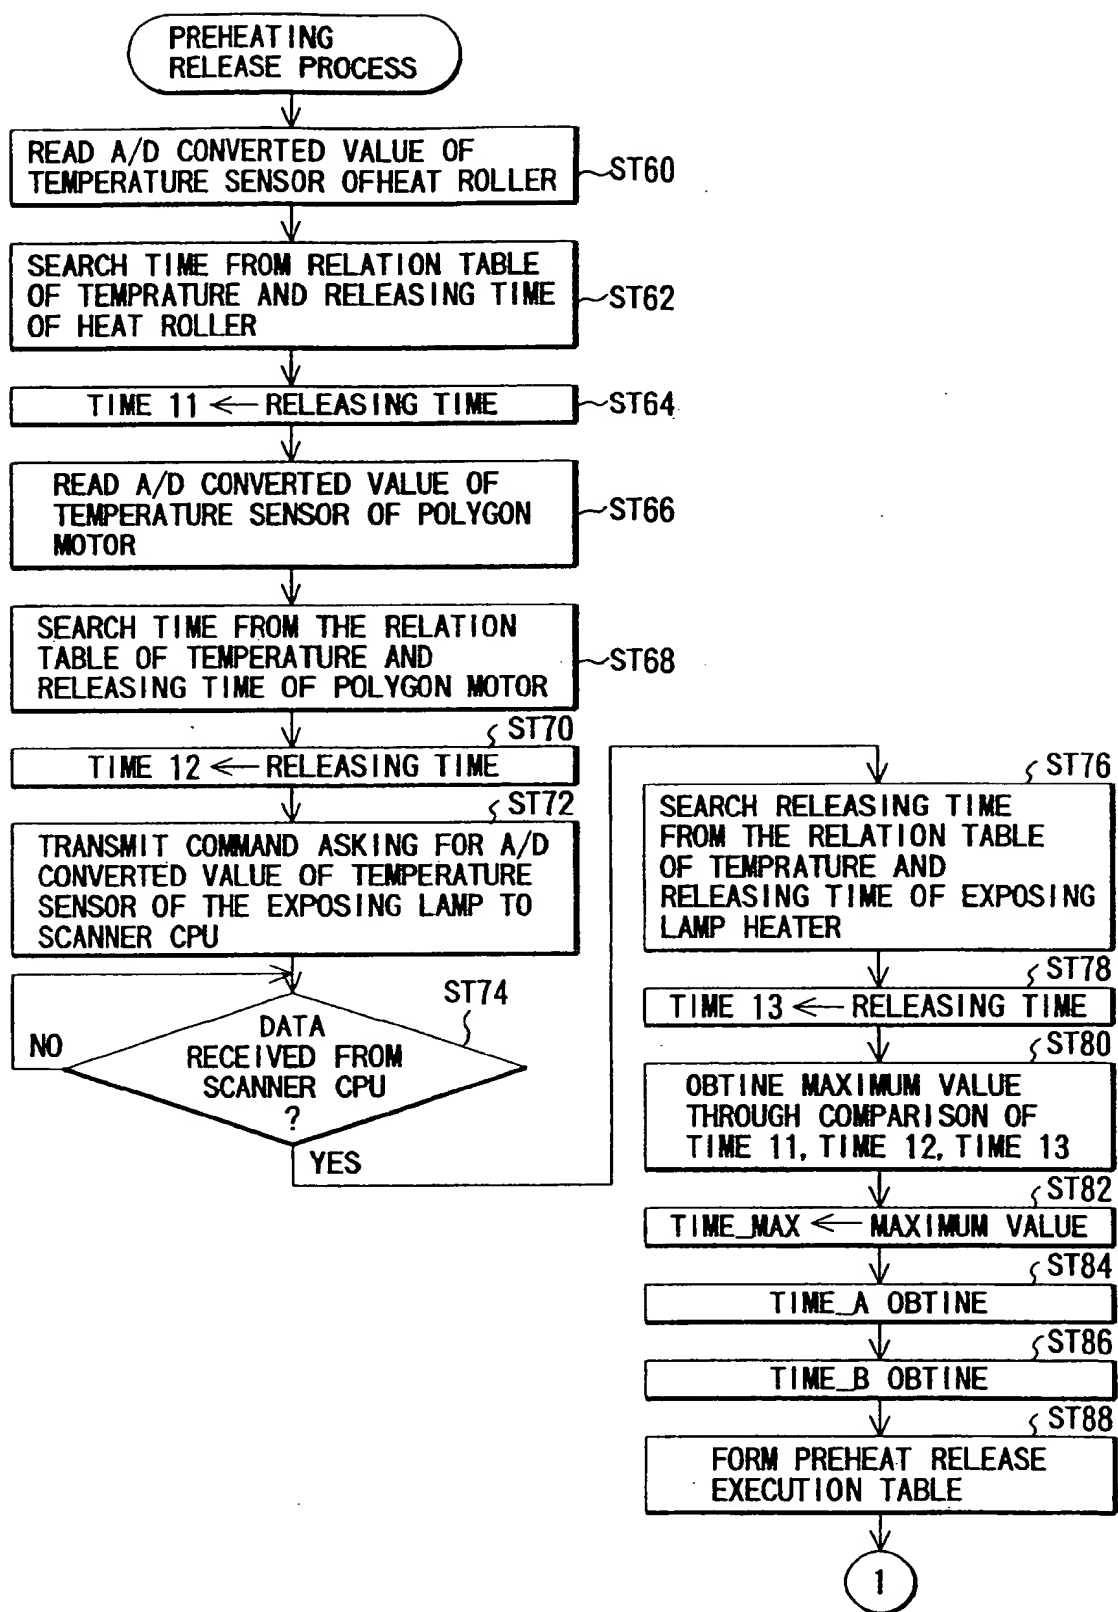 PREHEATING
RELEASE PROCESS
READ A/D CONVERTED VALUE OF
TEMPERATURE SENSOR OFHEAT ROLLER
ST60
SEARCH TIME FROM RELATION TABLE
OF TEMPRATURE AND RELEASING TIME
OF HEAT ROLLER
ST62
TIME 11 ← RELEASING TIME
ST64
READ A/D CONVERTED VALUE OF
TEMPERATURE SENSOR OF POLYGON
MOTOR
ST66
SEARCH TIME FROM THE RELATION
TABLE OF TEMPERATURE AND
RELEASING TIME OF POLYGON MOTOR
ST68
ST70
TIME 12 ← RELEASING TIME
ST72
TRANSMIT COMMAND ASKING FOR A/D
CONVERTED VALUE OF TEMPERATURE
SENSOR OF THE EXPOSING LAMP TO
SCANNER CPU
ST74
DATA
RECEIVED FROM
SCANNER CPU
?
NO
YES
ST76
SEARCH RELEASING TIME
FROM THE RELATION TABLE
OF TEMPRATURE AND
RELEASING TIME OF EXPOSING
LAMP HEATER
ST78
TIME 13 ← RELEASING TIME
ST80
OBTINE MAXIMUM VALUE
THROUGH COMPARISON OF
TIME 11, TIME 12, TIME 13
ST82
TIME_MAX ← MAXIMUM VALUE
ST84
TIME_A OBTINE
ST86
TIME_B OBTINE
ST88
FORM PREHEAT RELEASE
EXECUTION TABLE
1